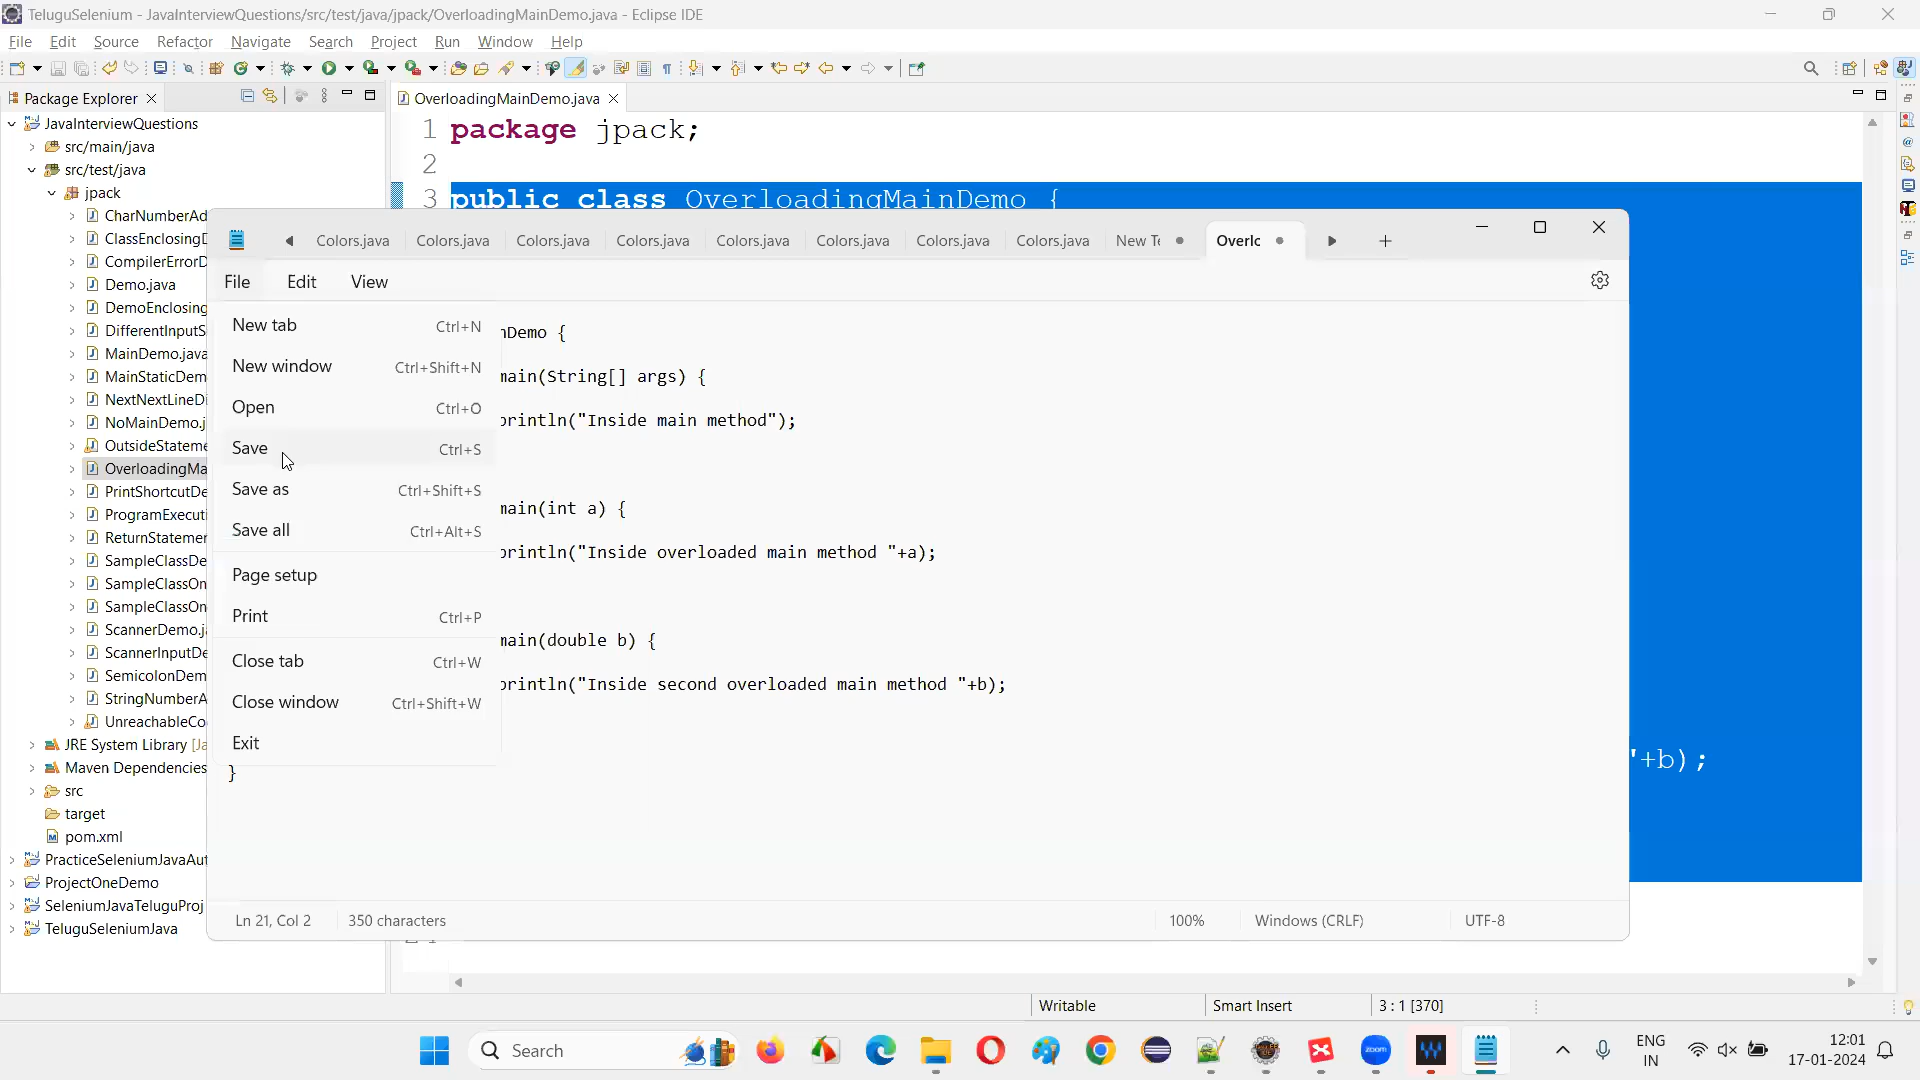 TeluguSelenium - JavaInterviewQuestions/src/test/java/jpack/OverloadingMainDemo.java - Eclipse IDE
File Edit Source Refactor Navigate Search Project Run Window Help
Package Explorer
OverloadingMainDemo.java
JavaInterviewQuestions
src/main/java
src/test/java
jpack
CharNumberAd
ClassEnclosingD
CompilerErrorD
Demo.java
DemoEnclosing
DifferentInputS
MainDemo.java
MainStaticDem
NextNextLineDi
NoMainDemo.j
OutsideStateme
OverloadingMa
PrintShortcutDe
ProgramExecuti
ReturnStatemer
SampleClassDe
SampleClassOn
SampleClassOn
ScannerDemo.j
ScannerInputDe
SemicolonDem
StringNumberA
UnreachableCo
JRE System Library [Ja
Maven Dependencies
src
target
pom.xml
PracticeSeleniumJavaAut
ProjectOneDemo
SeleniumJavaTeluguProj
TeluguSeleniumJava
1 package jpack;
2
3 public class OverloadingMainDemo {
"+b);
Colors.java Colors.java Colors.java Colors.java Colors.java Colors.java Colors.java Colors.java New Te Overlc
File Edit View
New tab Ctrl+N
New window Ctrl+Shift+N
Open Ctrl+O
Save Ctrl+S
Save as Ctrl+Shift+S
Save all Ctrl+Alt+S
Page setup
Print Ctrl+P
Close tab Ctrl+W
Close window Ctrl+Shift+W
Exit
nDemo {
main(String[] args) {
println("Inside main method");
main(int a) {
println("Inside overloaded main method "+a);
main(double b) {
println("Inside second overloaded main method "+b);
}
Ln 21, Col 2 350 characters 100% Windows (CRLF) UTF-8
Writable Smart Insert 3 : 1 [370]
Search
zoom
ENG
IN
12:01
17-01-2024